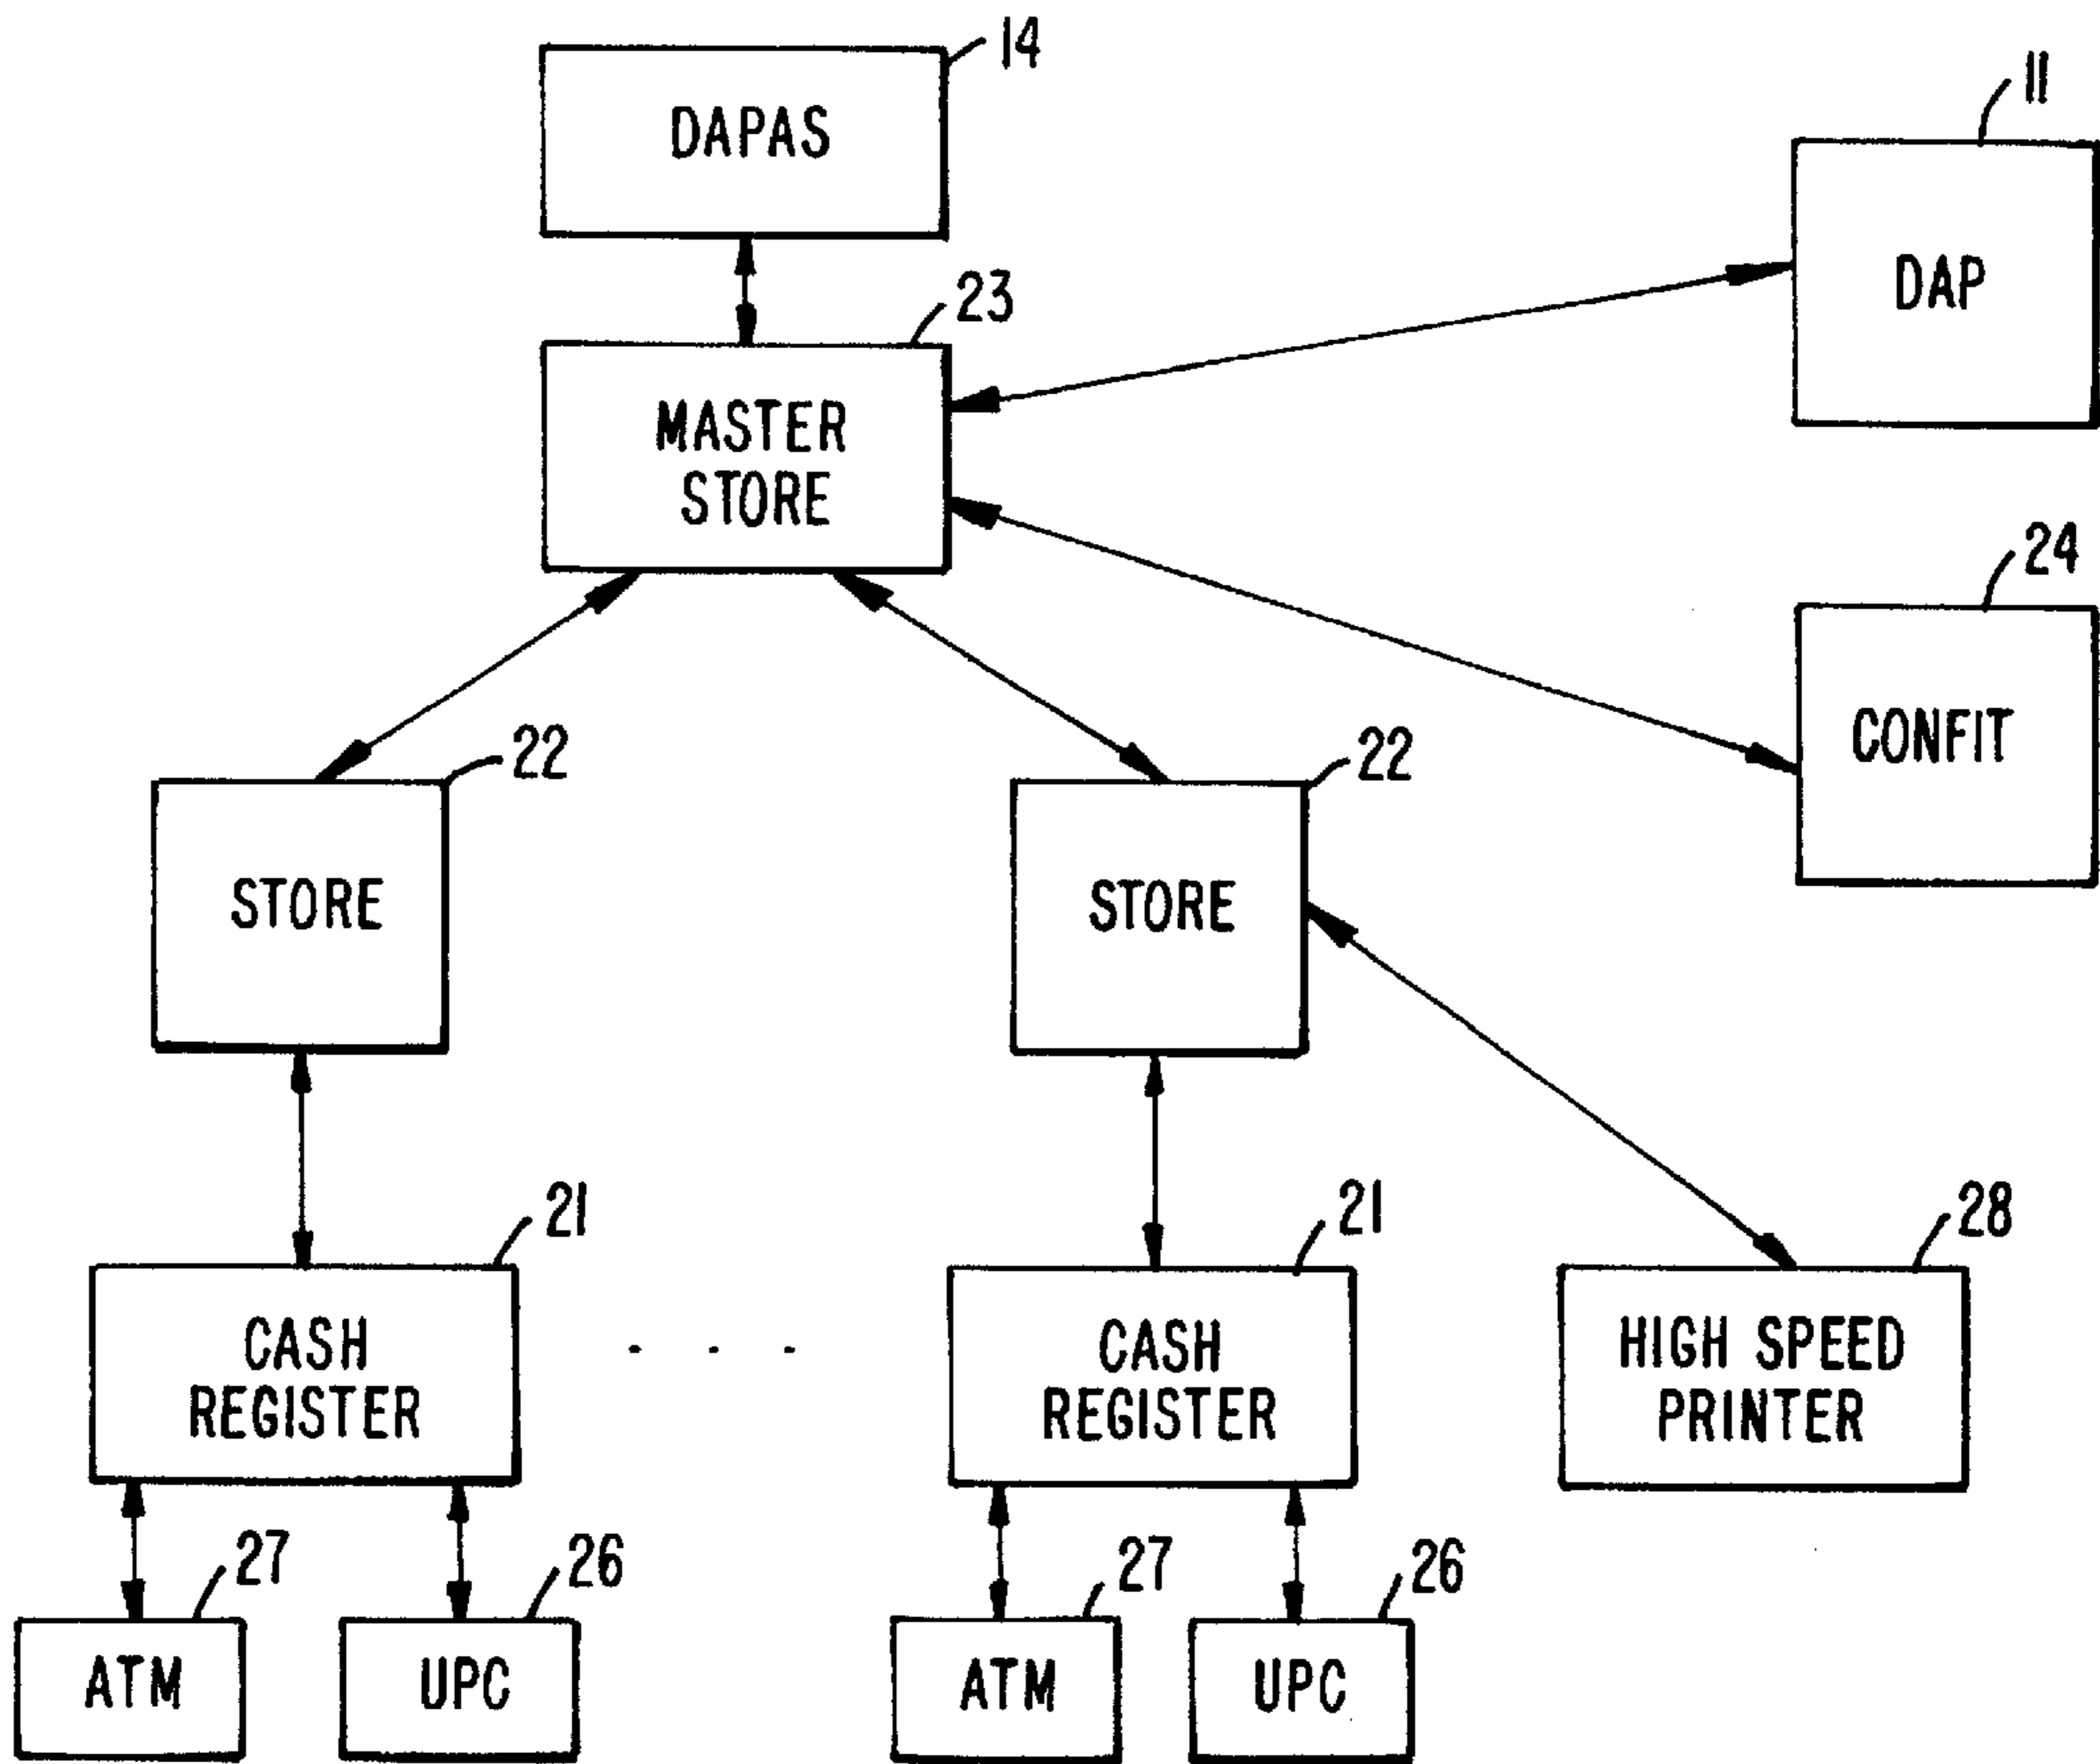 14
DAPAS
11
DAP
23
MASTER
STORE
24
CONFIT
22
STORE
22
STORE
21
CASH
REGISTER
21
CASH
REGISTER
28
HIGH SPEED
PRINTER
27
ATM
26
UPC
27
ATM
26
UPC